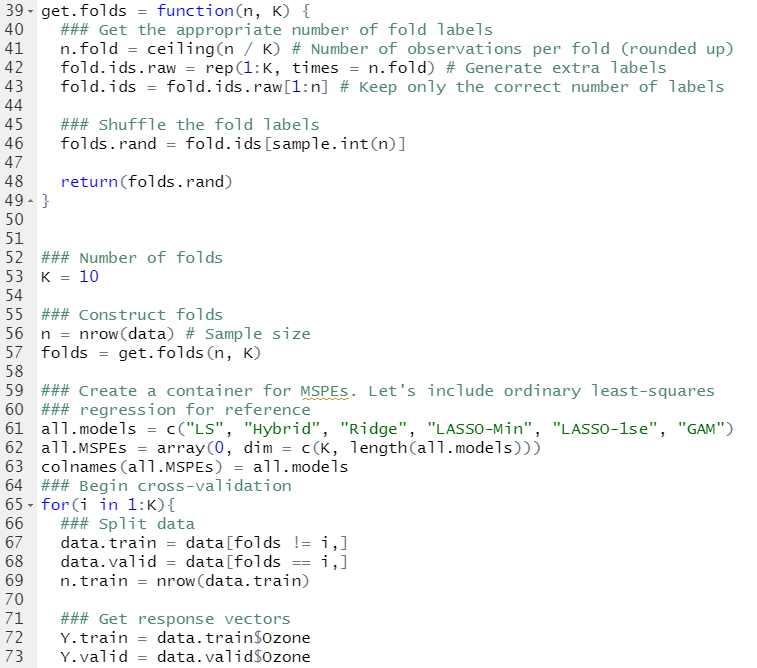 39 get.folds = function(n, K) {
40 ### Get the appropriate number of fold labels
41 n.fold = ceiling(n / K) # Number of observations per fold (rounded up)
42 fold.ids.raw = rep(1:K, times = n.fold) # Generate extra labels
43 fold.ids = fold.ids.raw[1:n] # Keep only the correct number of labels
44
45 ### Shuffle the fold labels
46 folds.rand = fold.ids[sample.int(n)]
47
48 return(folds.rand)
49 }
50
51
52 ### Number of folds
53 K = 10
54
55 ### Construct folds
56 n = nrow(data) # Sample size
57 folds = get.folds(n, K)
58
59 ### Create a container for MSPEs. Let's include ordinary least-squares
60 ### regression for reference
61 all.models = c("LS", "Hybrid", "Ridge", "LASSO-Min", "LASSO-1se", "GAM")
62 all.MSPEs = array(0, dim = c(K, length(all.models)))
63 colnames(all.MSPEs) = all.models
64 ### Begin cross-validation
65 for(i in 1:K){
66 ### Split data
67 data.train = data[folds != i,]
68 data.valid = data[folds == i,]
69 n.train = nrow(data.train)
70
71 ### Get response vectors
72 Y.train = data.train$Ozone
73 Y.valid = data.valid$Ozone